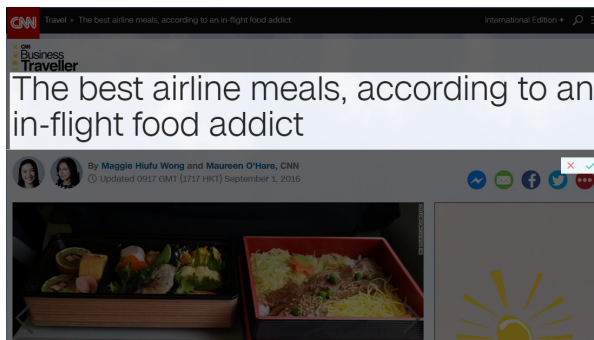 CNN
Travel » The best airline meals, according to an in-flight food addict
International Edition +
CNN
Business
Traveller
The best airline meals, according to an
in-flight food addict
By Maggie Hiufu Wong and Maureen O'Hare, CNN
Updated 0917 GMT (1717 HKT) September 1, 2016